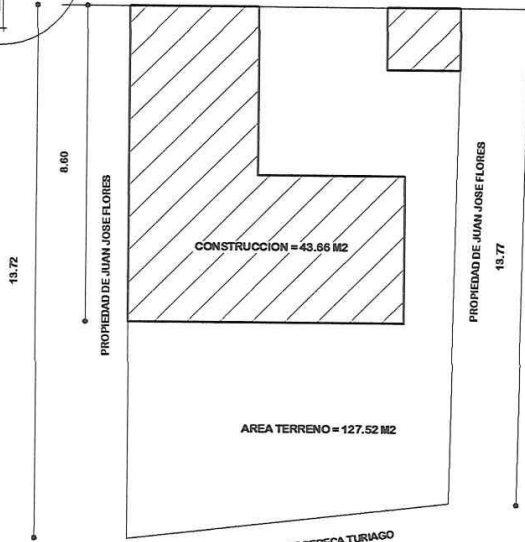 8.60
13.72
PROPIEDAD DE JUAN JOSE FLORES
CONSTRUCCION = 43.66 M2
PROPIEDAD DE JUAN JOSE FLORES
13.77
AREA TERRENO = 127.52 M2
TURIAGO